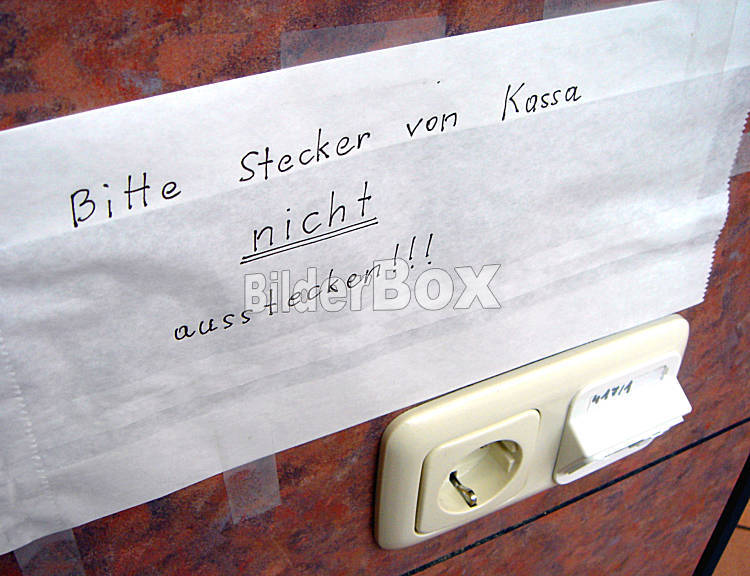 Bitte Stecker von Kassa
nicht
ausstecken!!!
BilderBOX